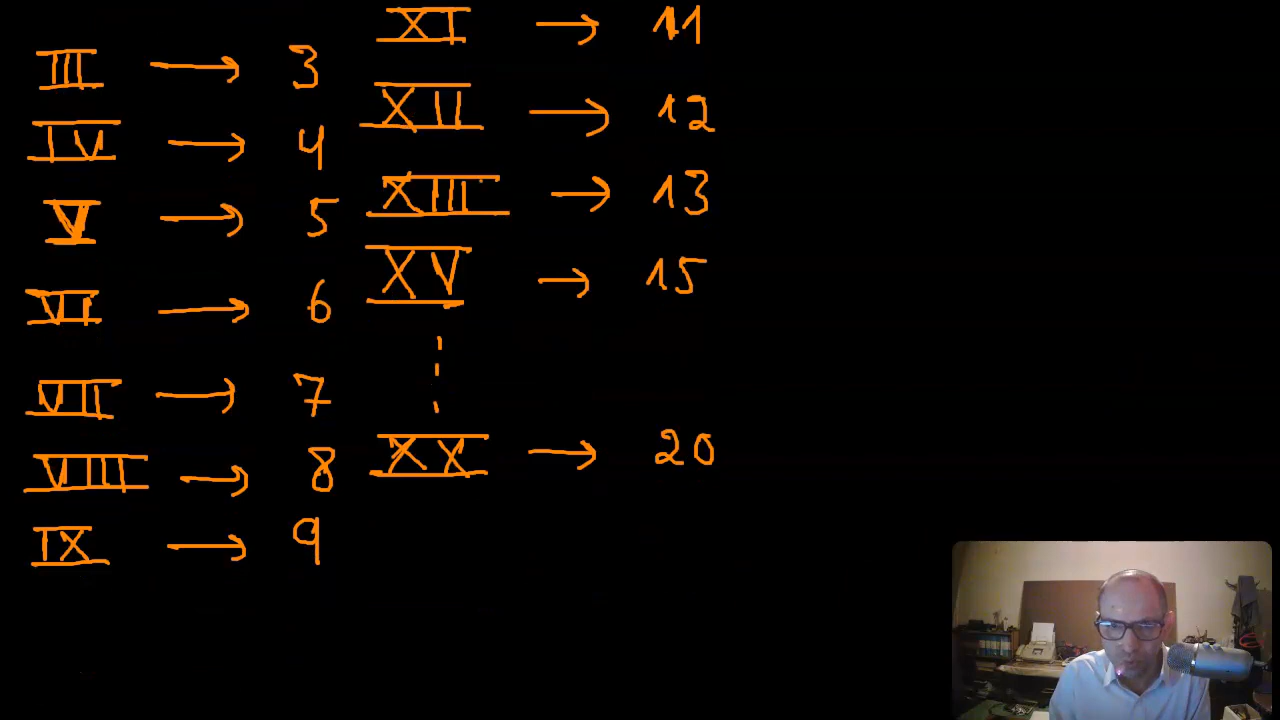 III → 3
IV → 4
V → 5
VI → 6
VII → 7
VIII → 8
IX → 9
XI → 11
XII → 12
XIII → 13
XV → 15
XX → 20